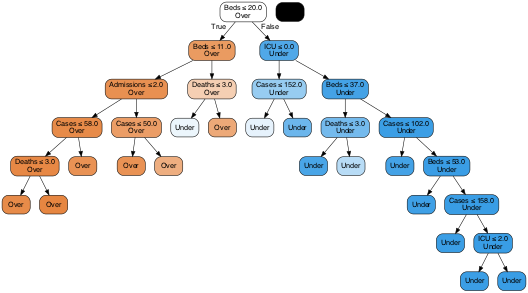 Beds ≤ 20.0
Over
True
False
Beds ≤ 11.0
Over
ICU ≤ 0.0
Under
Admissions ≤ 2.0
Over
Deaths ≤ 3.0
Over
Cases ≤ 152.0
Under
Beds ≤ 37.0
Under
Cases ≤ 58.0
Over
Cases ≤ 50.0
Over
Under
Over
Under
Under
Deaths ≤ 3.0
Under
Cases ≤ 102.0
Under
Deaths ≤ 3.0
Over
Over
Over
Over
Under
Under
Under
Beds ≤ 53.0
Under
Over
Over
Under
Cases ≤ 158.0
Under
Under
ICU ≤ 2.0
Under
Under
Under